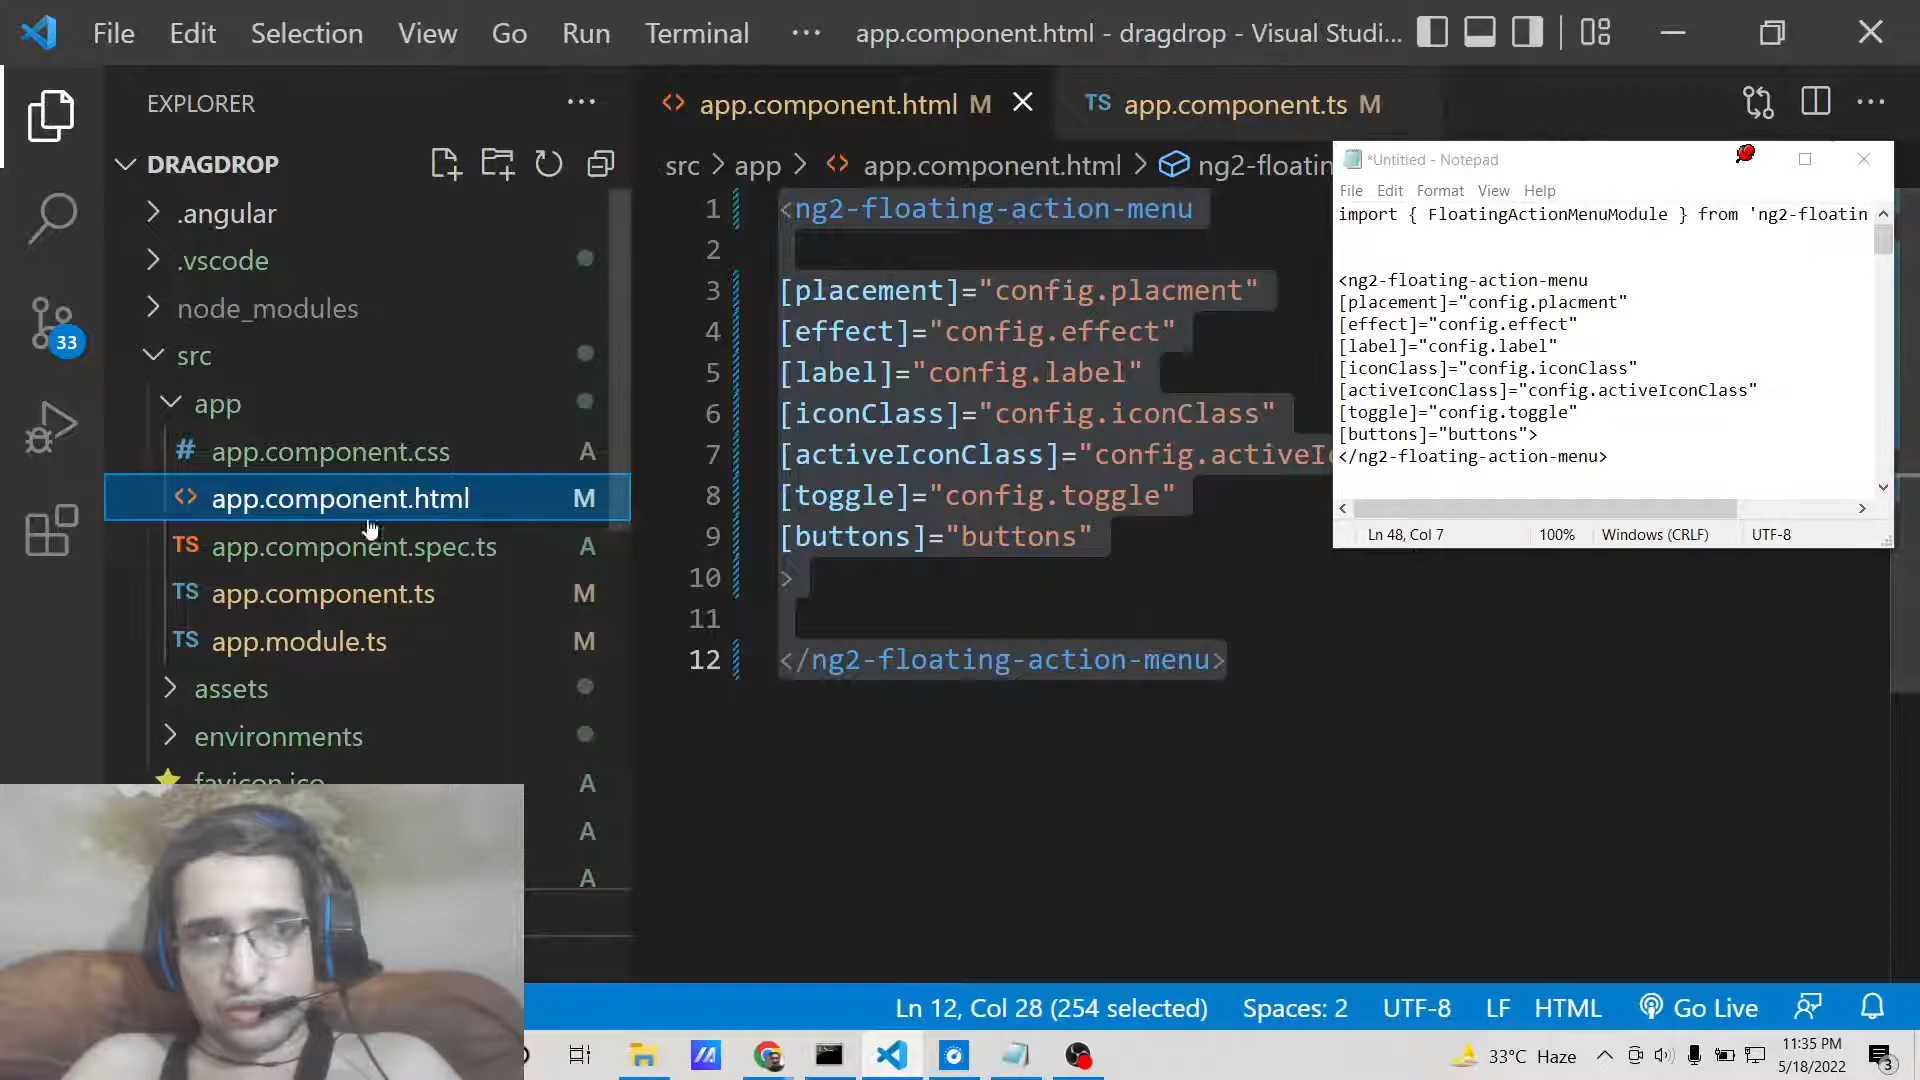 File Edit Selection View Go Run Terminal ··· app.component.html - dragdrop - Visual Studi...
EXPLORER
DRAGDROP
.angular
.vscode
node_modules
src
app
# app.component.css A
<> app.component.html M
TS app.component.spec.ts A
TS app.component.ts M
TS app.module.ts M
assets
environments
favicon.ico A
A
A
33
<> app.component.html M
TS app.component.ts M
src > app > <> app.component.html > ng2-floatin
1 <ng2-floating-action-menu
2
3 [placement]="config.placment"
4 [effect]="config.effect"
5 [label]="config.label"
6 [iconClass]="config.iconClass"
7 [activeIconClass]="config.activeI
8 [toggle]="config.toggle"
9 [buttons]="buttons"
10 >
11
12 </ng2-floating-action-menu>
*Untitled - Notepad
File Edit Format View Help
import { FloatingActionMenuModule } from 'ng2-floatin
<ng2-floating-action-menu
[placement]="config.placment"
[effect]="config.effect"
[label]="config.label"
[iconClass]="config.iconClass"
[activeIconClass]="config.activeIconClass"
[toggle]="config.toggle"
[buttons]="buttons">
</ng2-floating-action-menu>
Ln 48, Col 7 100% Windows (CRLF) UTF-8
Ln 12, Col 28 (254 selected) Spaces: 2 UTF-8 LF HTML Go Live
33°C Haze
11:35 PM
5/18/2022
3